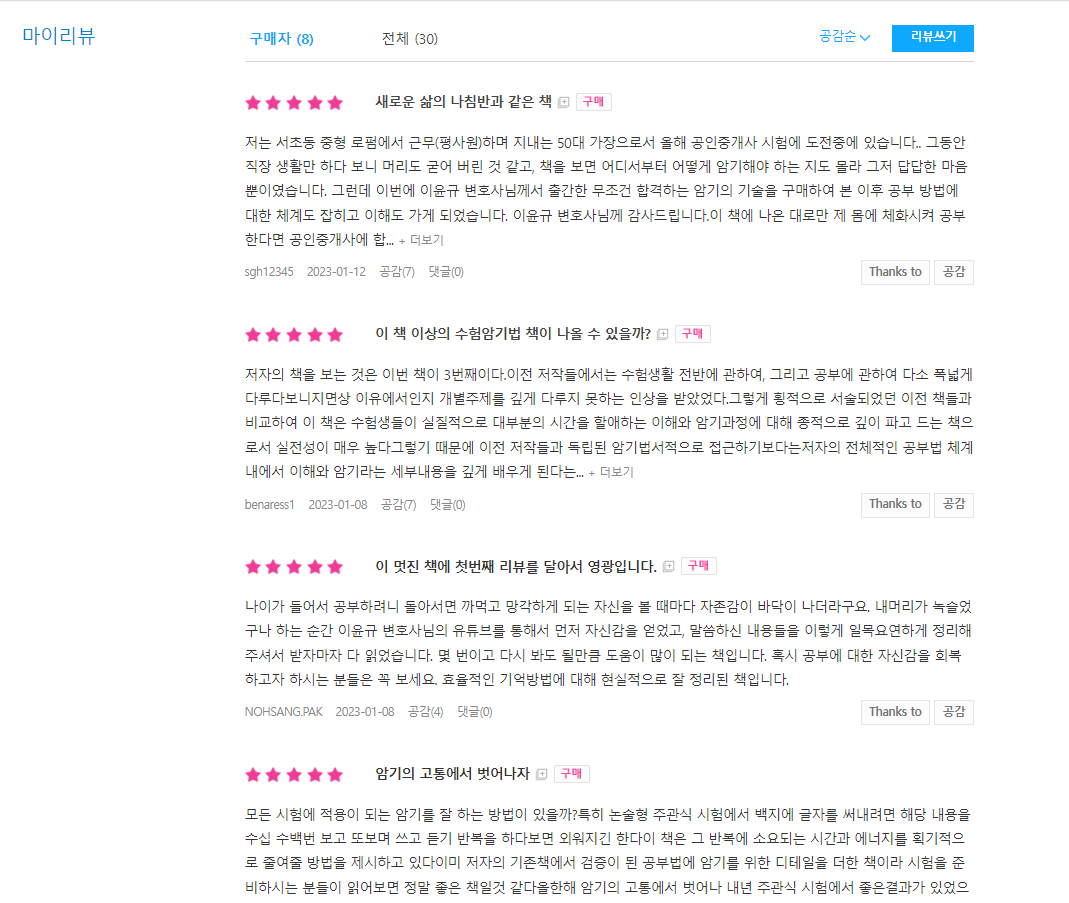 마이리뷰
구매자 (8) 전체 (30) 공감순 리뷰쓰기
새로운 삶의 나침반과 같은 책 구매
저는 서초동 중형 로펌에서 근무(평사원)하며 지내는 50대 가장으로서 올해 공인중개사 시험에 도전중에 있습니다.. 그동안
직장 생활만 하다 보니 머리도 굳어 버린 것 같고, 책을 보면 어디서부터 어떻게 암기해야 하는 지도 몰라 그저 답답한 마음
뿐이였습니다. 그런데 이번에 이윤규 변호사님께서 출간한 무조건 합격하는 암기의 기술을 구매하여 본 이후 공부 방법에
대한 체계도 잡히고 이해도 가게 되었습니다. 이윤규 변호사님께 감사드립니다.이 책에 나온 대로만 제 몸에 체화시켜 공부
한다면 공인중개사에 합... + 더보기
sgh12345 2023-01-12 공감(7) 댓글(0) Thanks to 공감
이 책 이상의 수험암기법 책이 나올 수 있을까? 구매
저자의 책을 보는 것은 이번 책이 3번째이다.이전 저작들에서는 수험생활 전반에 관하여, 그리고 공부에 관하여 다소 폭넓게
다루다보니지면상 이유에서인지 개별주제를 깊게 다루지 못하는 인상을 받았었다.그렇게 횡적으로 서술되었던 이전 책들과
비교하여 이 책은 수험생들이 실질적으로 대부분의 시간을 할애하는 이해와 암기과정에 대해 종적으로 깊이 파고 드는 책으
로서 실전성이 매우 높다그렇기 때문에 이전 저작들과 독립된 암기법서적으로 접근하기보다는저자의 전체적인 공부법 체계
내에서 이해와 암기라는 세부내용을 깊게 배우게 된다는... + 더보기
benaress1 2023-01-08 공감(7) 댓글(0) Thanks to 공감
이 멋진 책에 첫번째 리뷰를 달아서 영광입니다. 구매
나이가 들어서 공부하려니 돌아서면 까먹고 망각하게 되는 자신을 볼 때마다 자존감이 바닥이 나더라구요. 내머리가 녹슬었
구나 하는 순간 이윤규 변호사님의 유튜브를 통해서 먼저 자신감을 얻었고, 말씀하신 내용들을 이렇게 일목요연하게 정리해
주셔서 받자마자 다 읽었습니다. 몇 번이고 다시 봐도 될만큼 도움이 많이 되는 책입니다. 혹시 공부에 대한 자신감을 회복
하고자 하시는 분들은 꼭 보세요. 효율적인 기억방법에 대해 현실적으로 잘 정리된 책입니다.
NOHSANG.PAK 2023-01-08 공감(4) 댓글(0) Thanks to 공감
암기의 고통에서 벗어나자 구매
모든 시험에 적용이 되는 암기를 잘 하는 방법이 있을까?특히 논술형 주관식 시험에서 백지에 글자를 써내려면 해당 내용을
수십 수백번 보고 또보며 쓰고 듣기 반복을 하다보면 외워지긴 한다이 책은 그 반복에 소요되는 시간과 에너지를 획기적으
로 줄여줄 방법을 제시하고 있다이미 저자의 기존책에서 검증이 된 공부법에 암기를 위한 디테일을 더한 책이라 시험을 준
비하시는 분들이 읽어보면 정말 좋은 책일것 같다올한해 암기의 고통에서 벗어나 내년 주관식 시험에서 좋은결과가 있었으